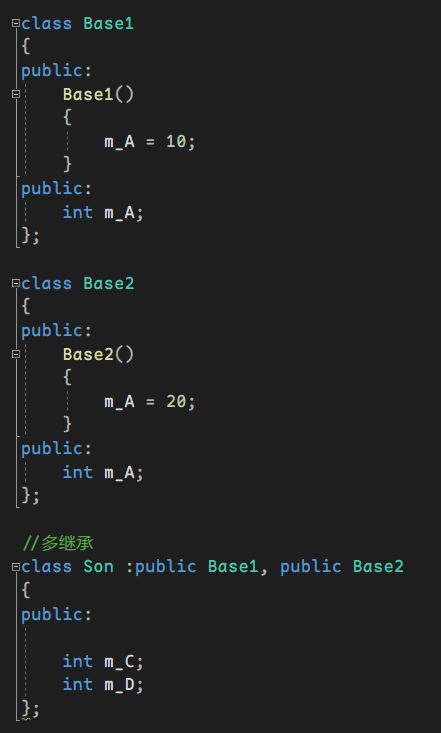 class Base1
{
public:
    Base1()
    {
        m_A = 10;
    }
public:
    int m_A;
};

class Base2
{
public:
    Base2()
    {
        m_A = 20;
    }
public:
    int m_A;
};

//多继承
class Son :public Base1, public Base2
{
public:

    int m_C;
    int m_D;
};